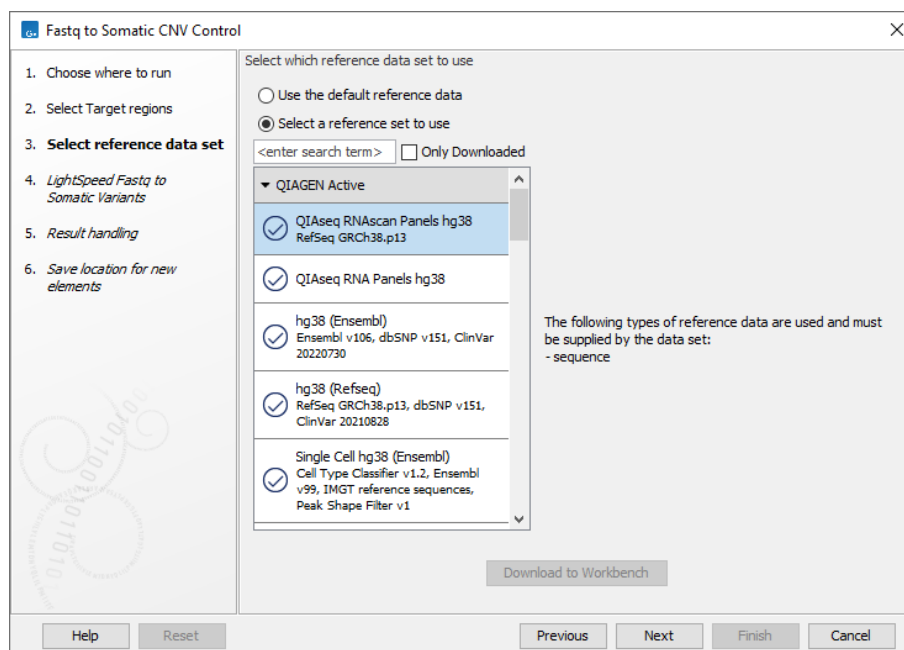 Fastq to Somatic CNV Control
1. Choose where to run
2. Select Target regions
3. Select reference data set
4. LightSpeed Fastq to
Somatic Variants
5. Result handling
6. Save location for new
elements
Select which reference data set to use
Use the default reference data
Select a reference set to use
<enter search term>
Only Downloaded
QIAGEN Active
QIAseq RNAscan Panels hg38
RefSeq GRCh38.p13
QIAseq RNA Panels hg38
hg38 (Ensembl)
Ensembl v106, dbSNP v151, ClinVar
20220730
hg38 (Refseq)
RefSeq GRCh38.p13, dbSNP v151,
ClinVar 20210828
Single Cell hg38 (Ensembl)
Cell Type Classifier v1.2, Ensembl
v99, IMGT reference sequences,
Peak Shape Filter v1
The following types of reference data are used and must
be supplied by the data set:
- sequence
Download to Workbench
Help
Reset
Previous
Next
Finish
Cancel